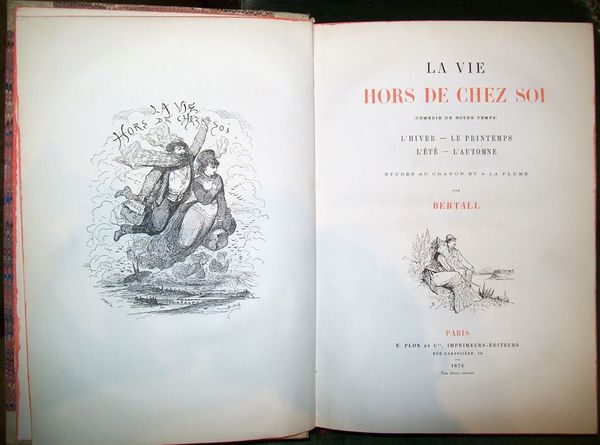 LA VIE
HORS DE CHEZ SOI
LA VIE
HORS DE CHEZ SOI
(COMÉDIE DE NOTRE TEMPS)
L'HIVER — LE PRINTEMPS
L'ÉTÉ — L'AUTOMNE
ÉTUDES AU CRAYON ET A LA PLUME
PAR
BERTALL
PARIS
E. PLON ET Cie, IMPRIMEURS-ÉDITEURS
RUE GARANCIÈRE, 10
1876
Tous droits réservés